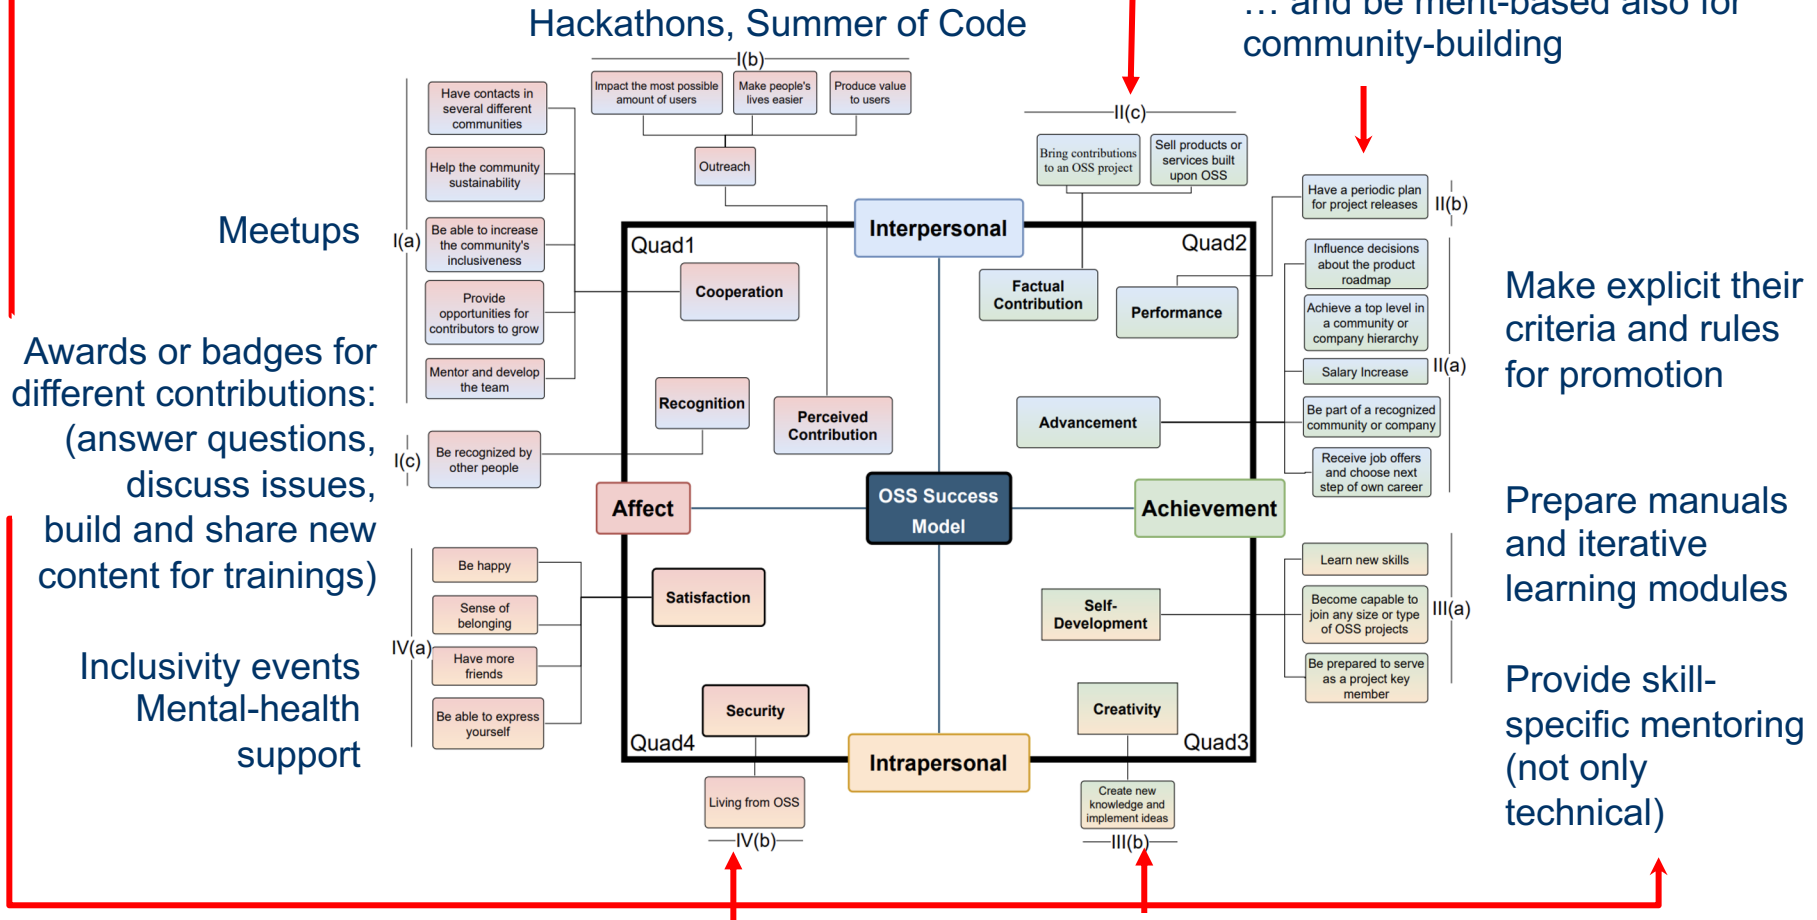 Hackathons, Summer of Code
… and be merit-based also for
community-building
I(b)
Impact the most possible
amount of users
Make people's
lives easier
Produce value
to users
Outreach
II(c)
Bring contributions
to an OSS project
Sell products or
services built
upon OSS
Have contacts in
several different
communities
Help the community
sustainability
Be able to increase
the community's
inclusiveness
Provide
opportunities for
contributors to grow
Mentor and develop
the team
I(a)
Meetups
Be recognized by
other people
I(c)
Awards or badges for
different contributions:
(answer questions,
discuss issues,
build and share new
content for trainings)
Quad1
Interpersonal
Quad2
Cooperation
Recognition
Perceived
Contribution
Factual
Contribution
Performance
Advancement
Have a periodic plan
for project releases
II(b)
Influence decisions
about the product
roadmap
Achieve a top level in
a community or
company hierarchy
Salary Increase
Be part of a recognized
community or company
Receive job offers
and choose next
step of own career
II(a)
Make explicit their
criteria and rules
for promotion
Affect
OSS Success
Model
Achievement
Prepare manuals
and iterative
learning modules
Be happy
Sense of
belonging
Have more
friends
Be able to express
yourself
IV(a)
Inclusivity events
Mental-health
support
Satisfaction
Security
Self-
Development
Creativity
Learn new skills
Become capable to
join any size or type
of OSS projects
Be prepared to serve
as a project key
member
III(a)
Provide skill-
specific mentoring
(not only
technical)
Quad4
Intrapersonal
Quad3
Living from OSS
IV(b)
Create new
knowledge and
implement ideas
III(b)